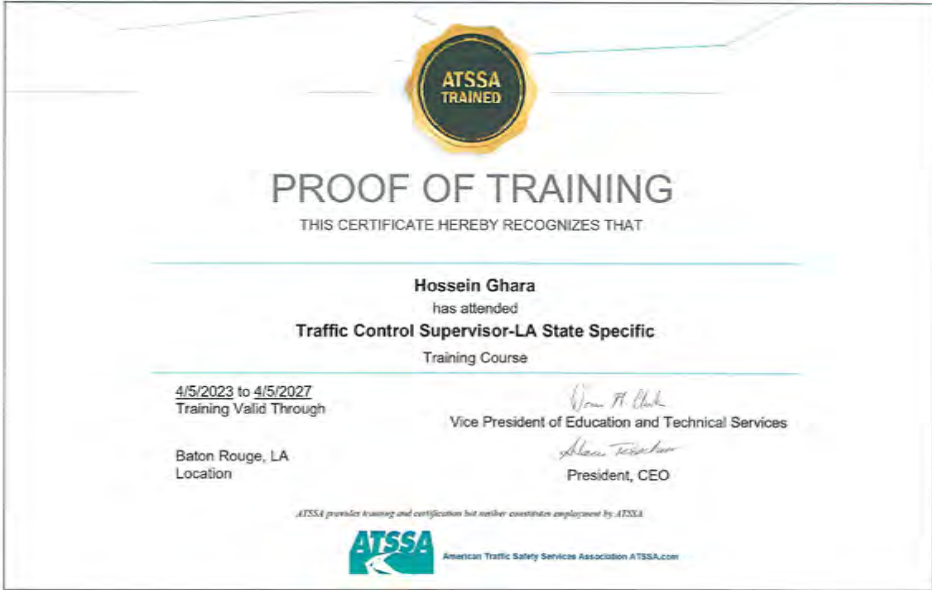 ATSSA
TRAINED
PROOF OF TRAINING
THIS CERTIFICATE HEREBY RECOGNIZES THAT
Hossein Ghara
has attended
Traffic Control Supervisor-LA State Specific
Training Course
4/5/2023 to 4/5/2027
Training Valid Through
Vice President of Education and Technical Services
Baton Rouge, LA
Location
President, CEO
ATSSA provides training and certification but neither constitutes employment by ATSSA
ATSSA
American Traffic Safety Services Association ATSSA.com